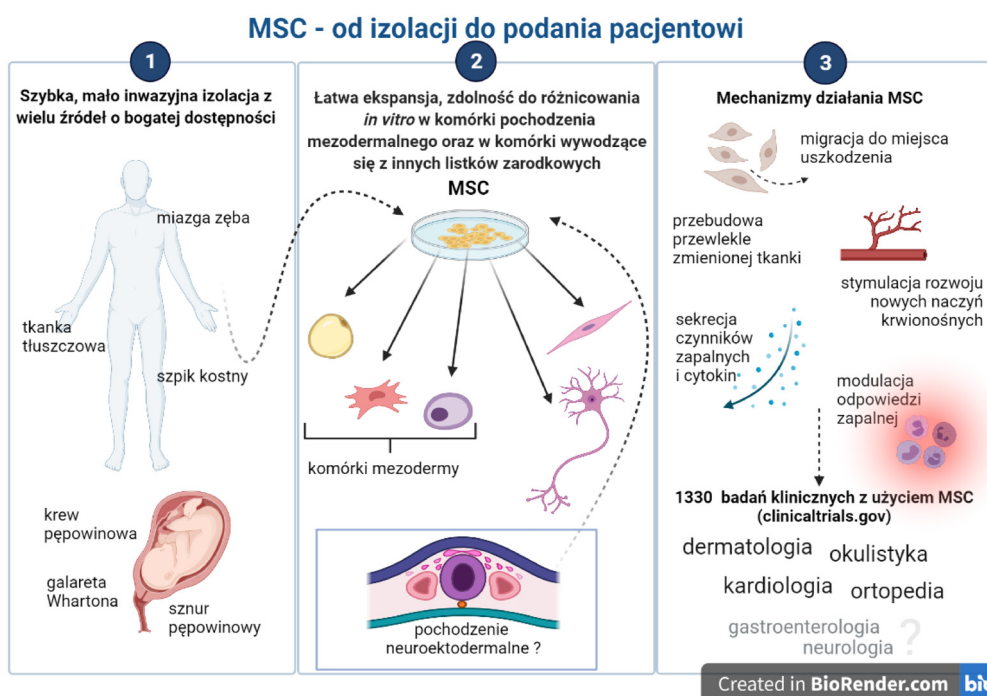 MSC - od izolacji do podania pacjentowi
1
Szybka, mało inwazyjna izolacja z
wielu źródeł o bogatej dostępności
miazga zęba
tkanka
tłuszczowa
szpik kostny
krew
pępowinowa
galareta
Whartona
sznur
pępowinowy
2
Łatwa ekspansja, zdolność do różnicowania
in vitro w komórki pochodzenia
mezodermalnego oraz w komórki wywodzące
się z innych listków zarodkowych
MSC
komórki mezodermy
pochodzenie
neuroektodermalne ?
3
Mechanizmy działania MSC
migracja do miejsca
uszkodzenia
przebudowa
przewlekle
zmienionej tkanki
stymulacja rozwoju
nowych naczyń
krwionośnych
sekrecja
czynników
zapalnych
i cytokin
modulacja
odpowiedzi
zapalnej
1330 badań klinicznych z użyciem MSC
(clinicaltrials.gov)
dermatologia
okulistyka
kardiologia
ortopedia
gastroenterologia
neurologia
?
Created in BioRender.com